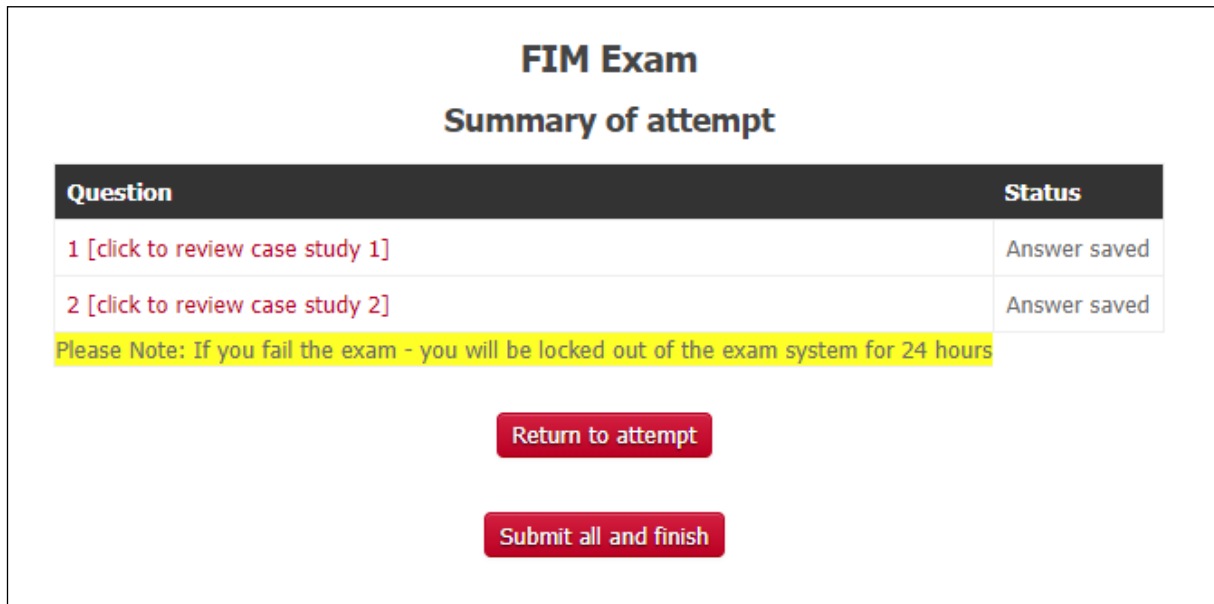 FIM Exam
Summary of attempt
Question Status
1 [click to review case study 1] Answer saved
2 [click to review case study 2] Answer saved
Please Note: If you fail the exam - you will be locked out of the exam system for 24 hours
Return to attempt
Submit all and finish